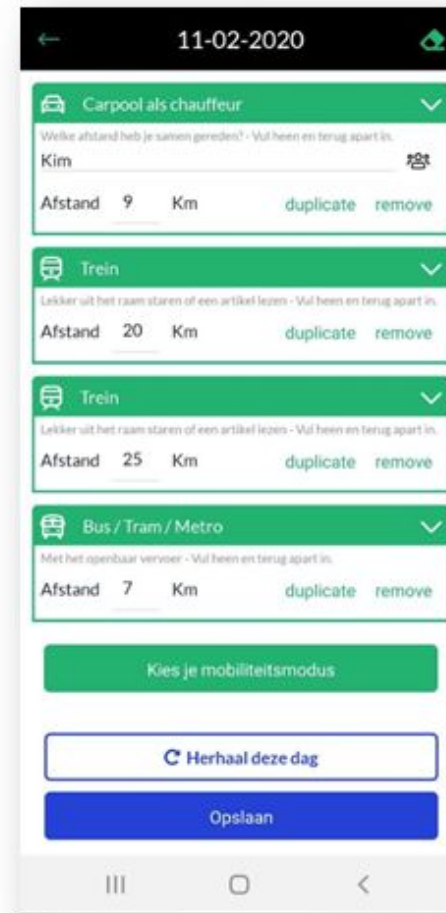 11-02-2020
Carpool als chauffeur
Welke afstand heb je samen gereden? - Vul heen en terug apart in.
Kim
Afstand 9 Km duplicate remove
Trein
Lekker uit het raam staren of een artikel lezen - Vul heen en terug apart in.
Afstand 20 Km duplicate remove
Trein
Lekker uit het raam staren of een artikel lezen - Vul heen en terug apart in.
Afstand 25 Km duplicate remove
Bus / Tram / Metro
Met het openbaar vervoer - Vul heen en terug apart in.
Afstand 7 Km duplicate remove
Kies je mobiliteitsmodus
Herhaal deze dag
Opslaan